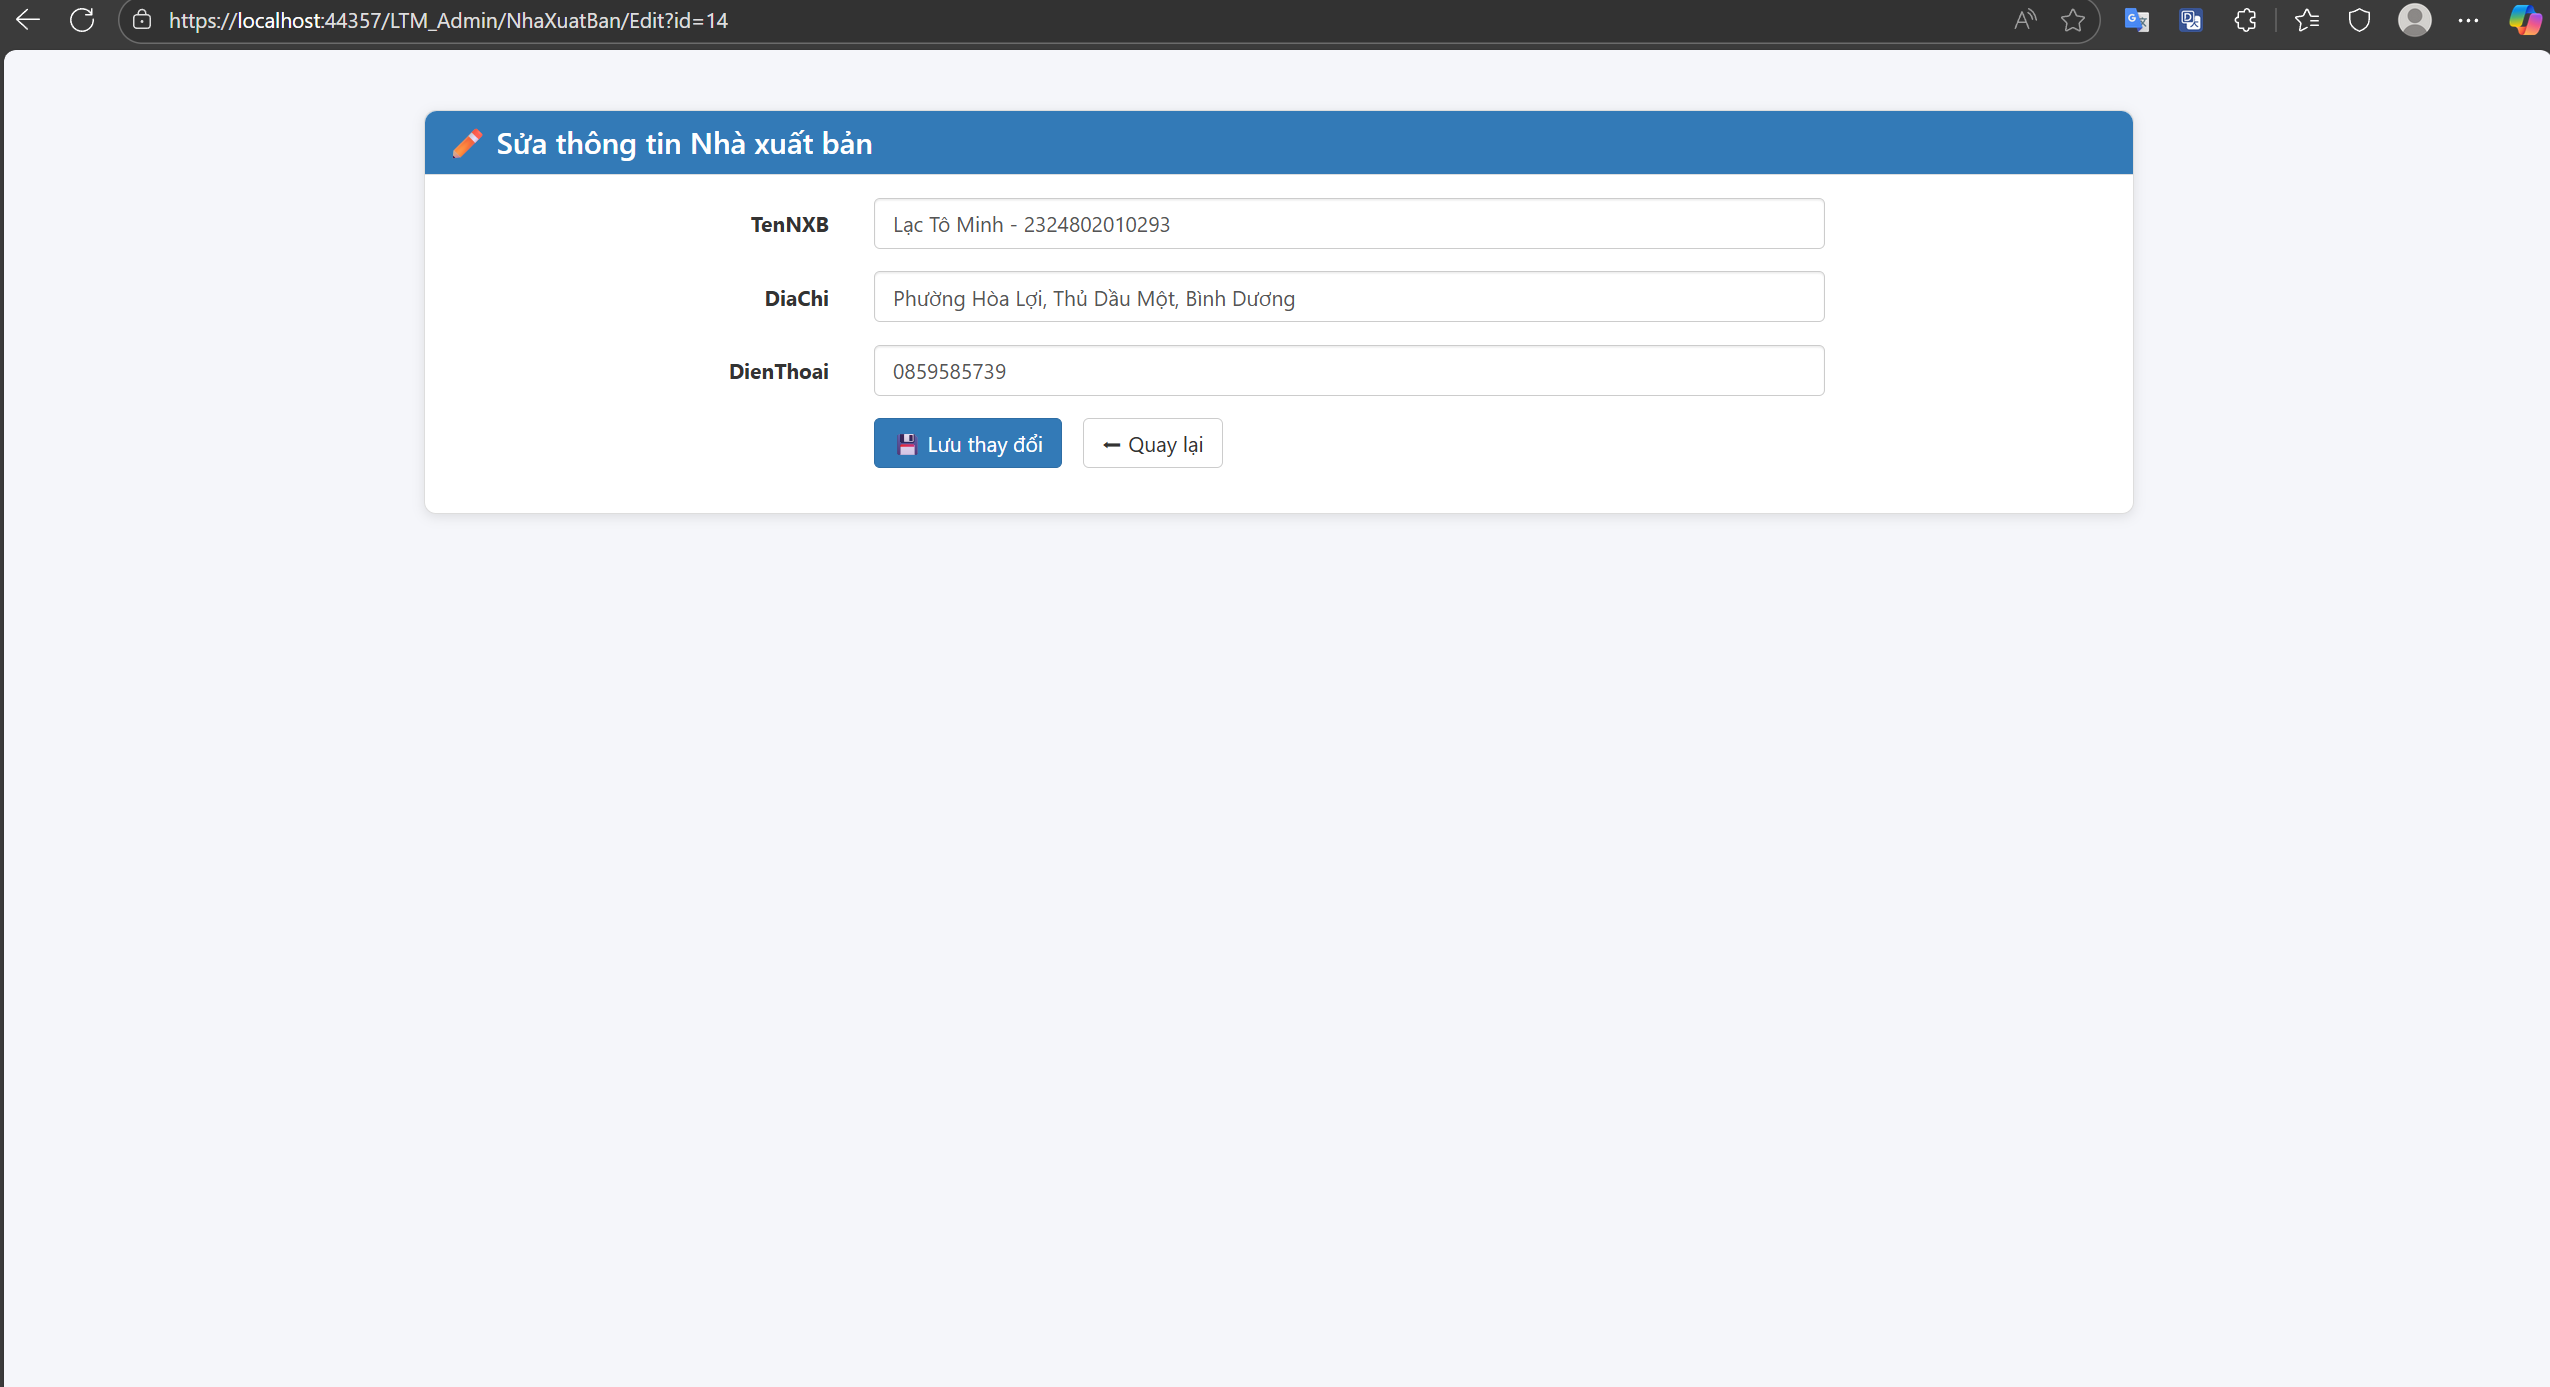 https://localhost:44357/LTM_Admin/NhaXuatBan/Edit?id=14
Sửa thông tin Nhà xuất bản
TenNXB
Lạc Tô Minh - 2324802010293
DiaChi
Phường Hòa Lợi, Thủ Dầu Một, Bình Dương
DienThoai
0859585739
Lưu thay đổi
Quay lại